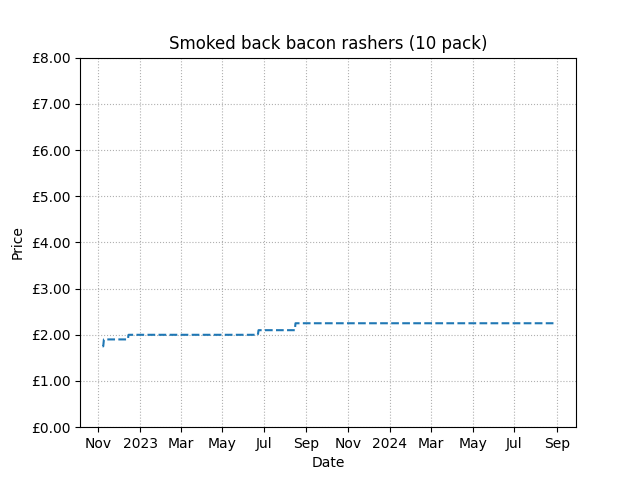 Smoked back bacon rashers (10 pack)
£8.00
£7.00
£6.00
£5.00
£4.00
£3.00
£2.00
£1.00
£0.00
Price
Nov 2023 Mar May Jul Sep Nov 2024 Mar May Jul Sep
Date